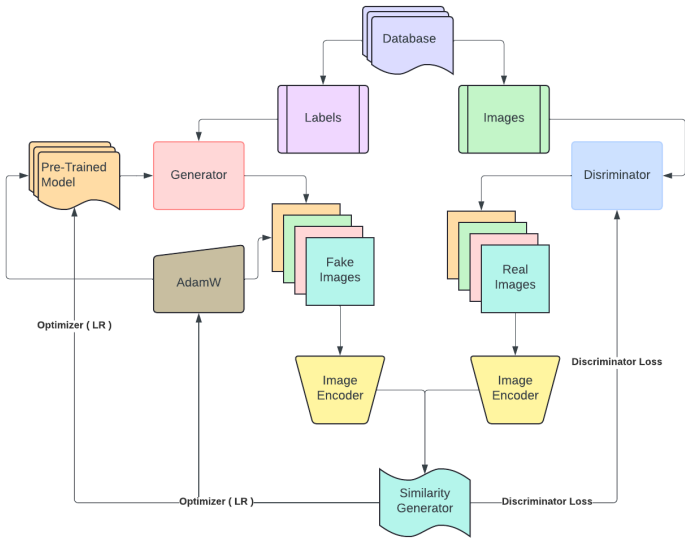 Database
Labels
Images
Pre-Trained
Model
Generator
Disriminator
Fake
Images
Real
Images
AdamW
Optimizer ( LR )
Discriminator Loss
Image
Encoder
Image
Encoder
Similarity
Generator
Optimizer ( LR )
Discriminator Loss